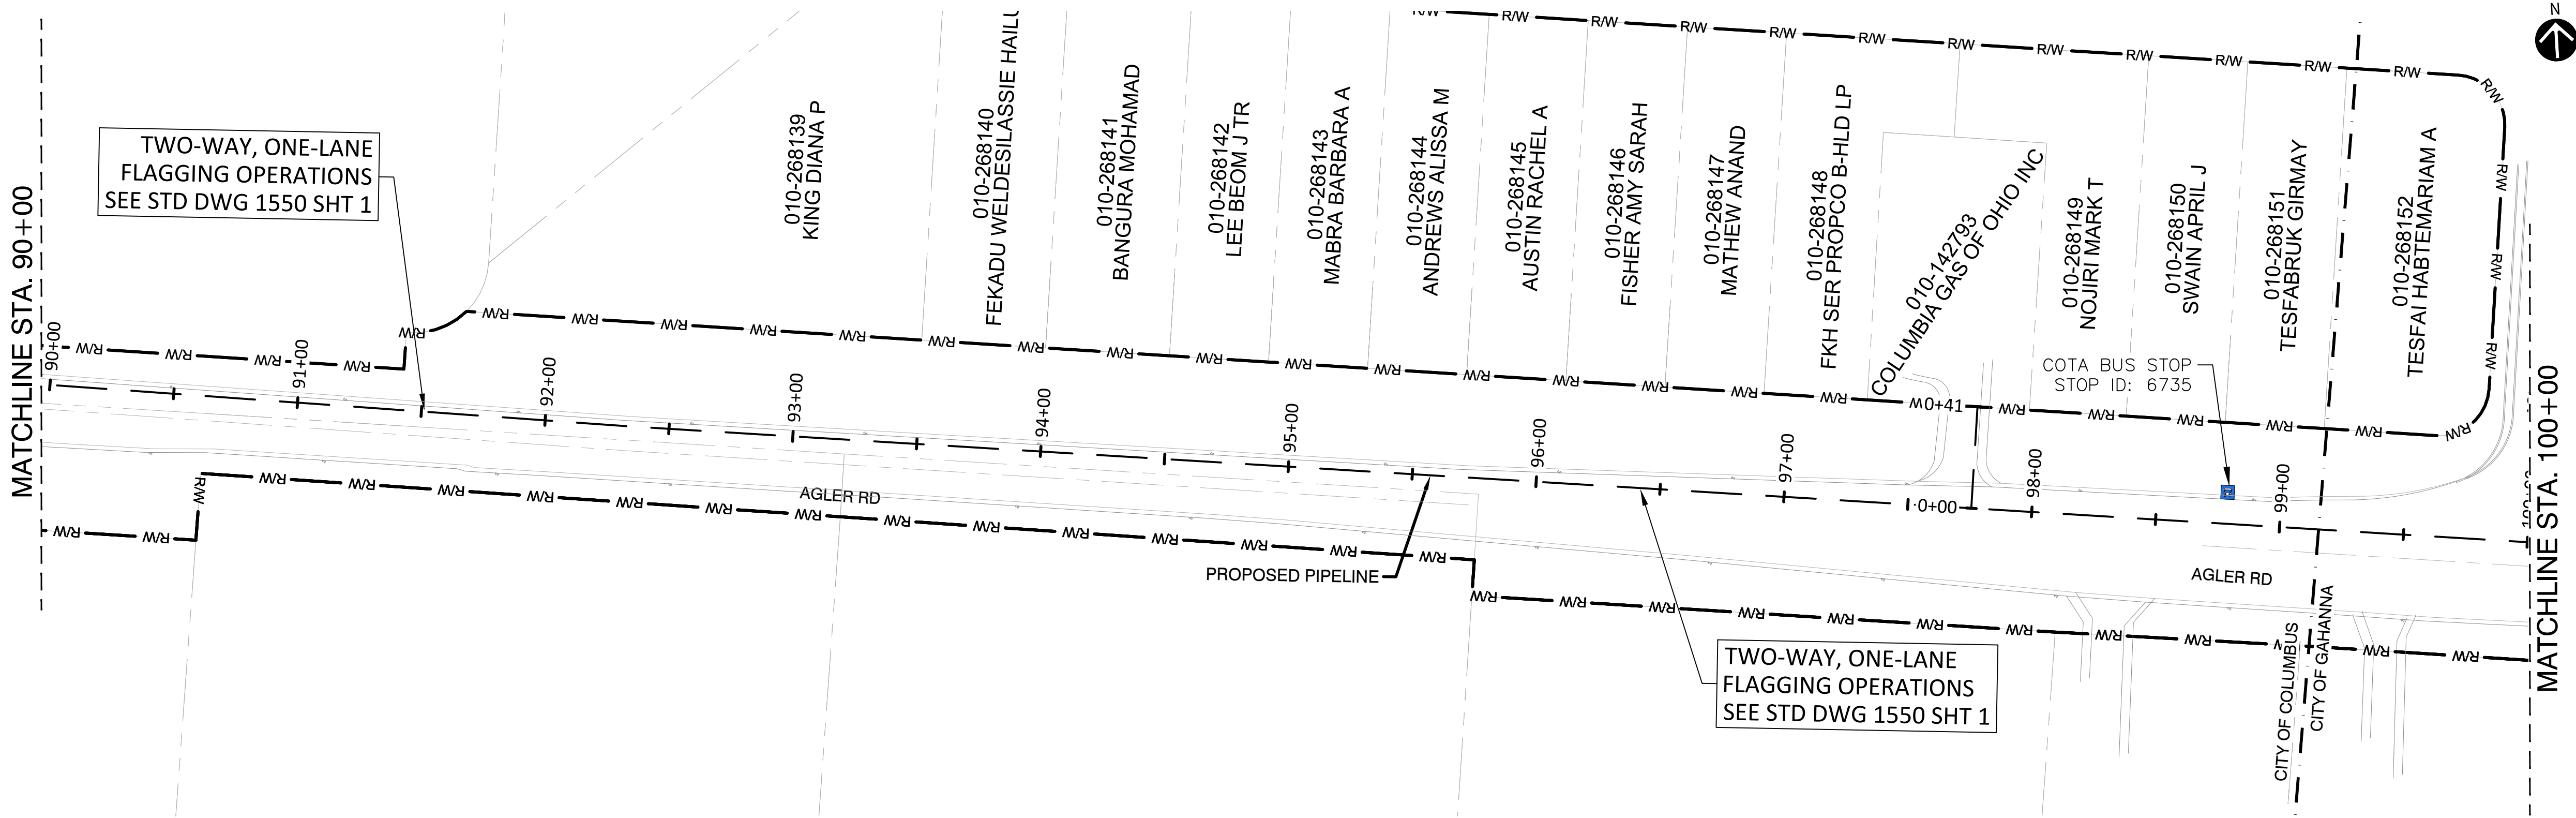 N
MATCHLINE STA. 90+00
TWO-WAY, ONE-LANE
FLAGGING OPERATIONS
SEE STD DWG 1550 SHT 1
010-268139
KING DIANA P
010-268140
FEKADU WELDESILASSIE HAILU
010-268141
BANGURA MOHAMAD
010-268142
LEE BEOM J TR
010-268143
MABRA BARBARA A
010-268144
ANDREWS ALISSA M
010-268145
AUSTIN RACHEL A
010-268146
FISHER AMY SARAH
010-268147
MATHEW ANAND
010-268148
FKH SER PROPCO B-HLD LP
010-142793
COLUMBIA GAS OF OHIO INC
010-268149
NOJIRI MARK T
010-268150
SWAIN APRIL J
010-268151
TESFABRUK GIRMAY
010-268152
TESFAI HABTEMARIAM A
R/W R/W R/W R/W R/W R/W R/W R/W R/W R/W R/W R/W
R/W
R/W
R/W
R/W
R/W
R/W R/W R/W R/W R/W
R/W R/W R/W R/W R/W R/W R/W R/W R/W R/W R/W R/W R/W R/W R/W R/W
0+41
R/W R/W R/W R/W R/W R/W
COTA BUS STOP
STOP ID: 6735
90+00
91+00
92+00
93+00
94+00
95+00
96+00
97+00
0+00
98+00
99+00
AGLER RD
AGLER RD
PROPOSED PIPELINE
R/W R/W R/W
R/W R/W R/W R/W R/W R/W R/W R/W R/W R/W R/W R/W R/W R/W
R/W R/W R/W R/W R/W R/W R/W R/W R/W R/W R/W
TWO-WAY, ONE-LANE
FLAGGING OPERATIONS
SEE STD DWG 1550 SHT 1
CITY OF COLUMBUS
CITY OF GAHANNA
MATCHLINE STA. 100+00